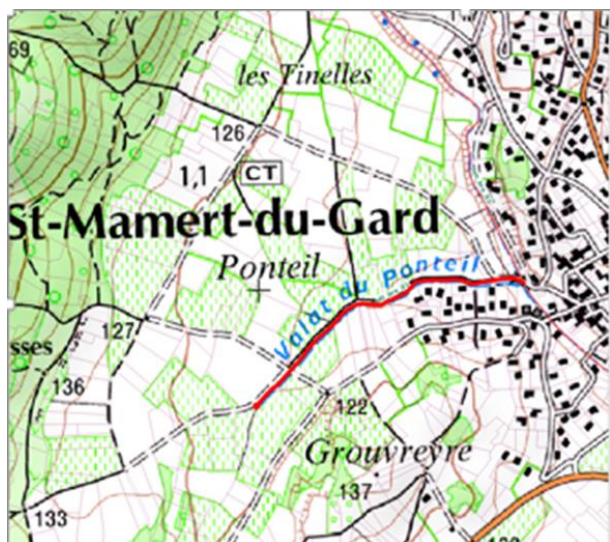 69
les Tinelles
126
1,1
CT
St-Mamert-du-Gard
Ponteil
Valat du Ponteil
127
sses
136
122
Grouvreyre
137
133